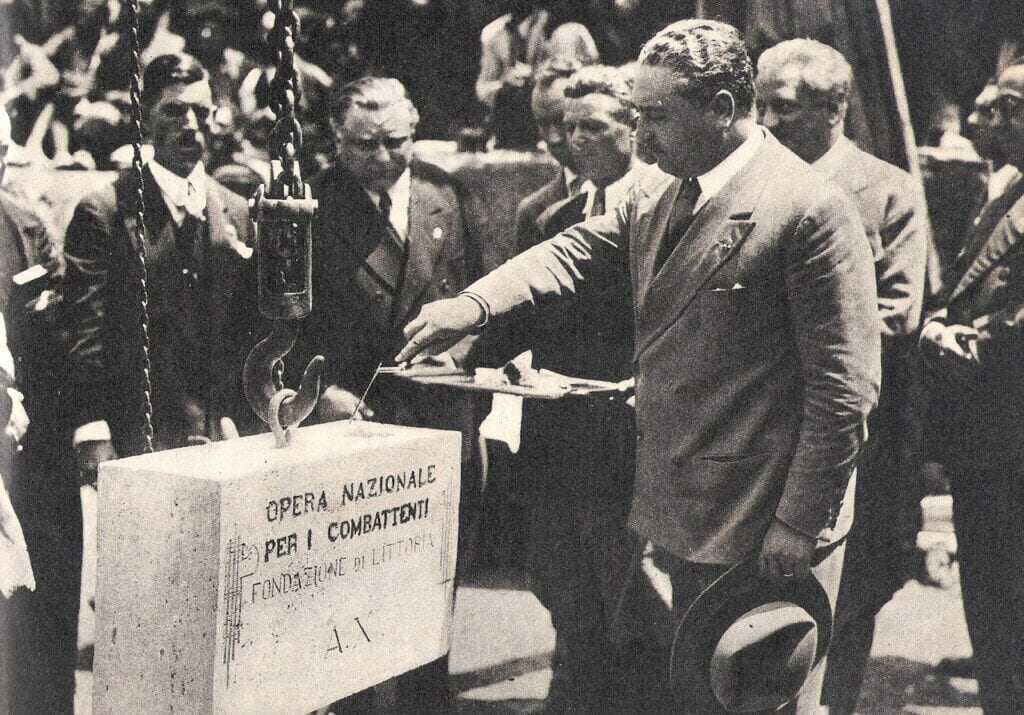 OPERA NAZIONALE
PER I COMBATTENTI
FONDAZIONE DI LITTORIA
A. X.